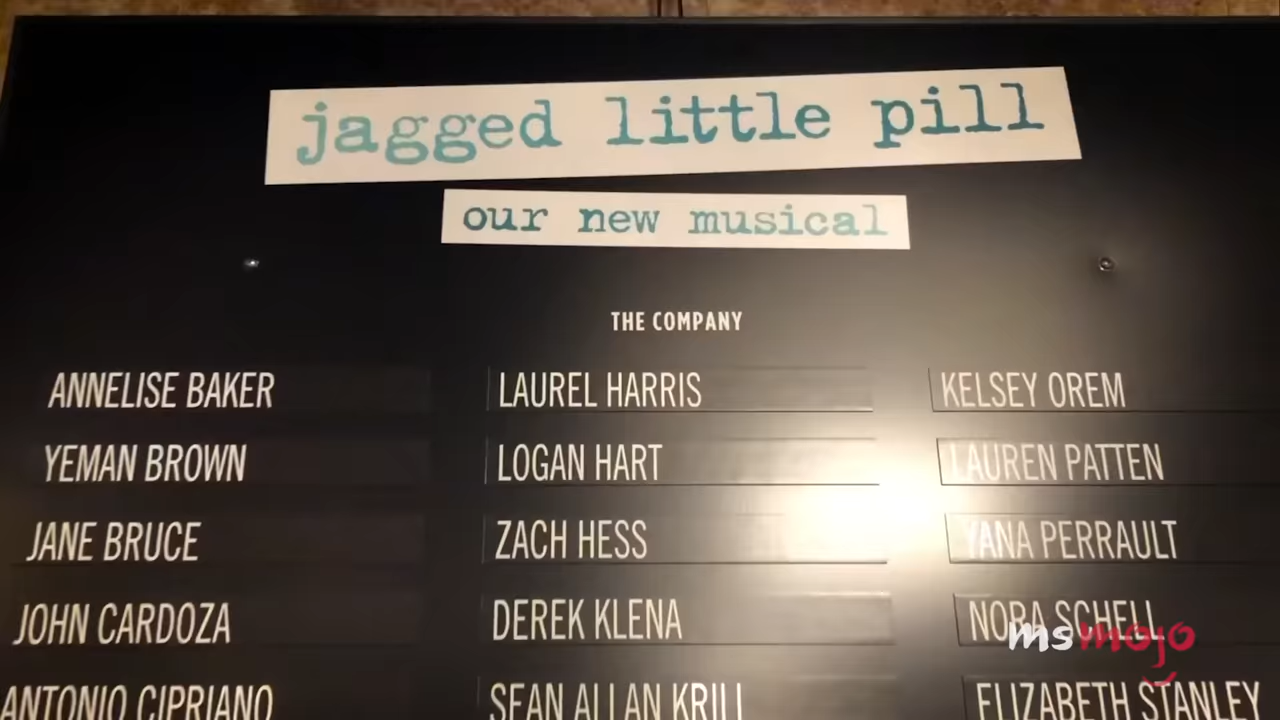 jagged little pill
our new musical
THE COMPANY
ANNELISE BAKER
LAUREL HARRIS
KELSEY OREM
YEMAN BROWN
LOGAN HART
LAUREN PATTEN
JANE BRUCE
ZACH HESS
YANA PERRAULT
JOHN CARDOZA
DEREK KLENA
NORA SCHELL
msmojo
ANTONIO CIPRIANO
SEAN ALLAN KRILL
ELIZABETH STANLEY